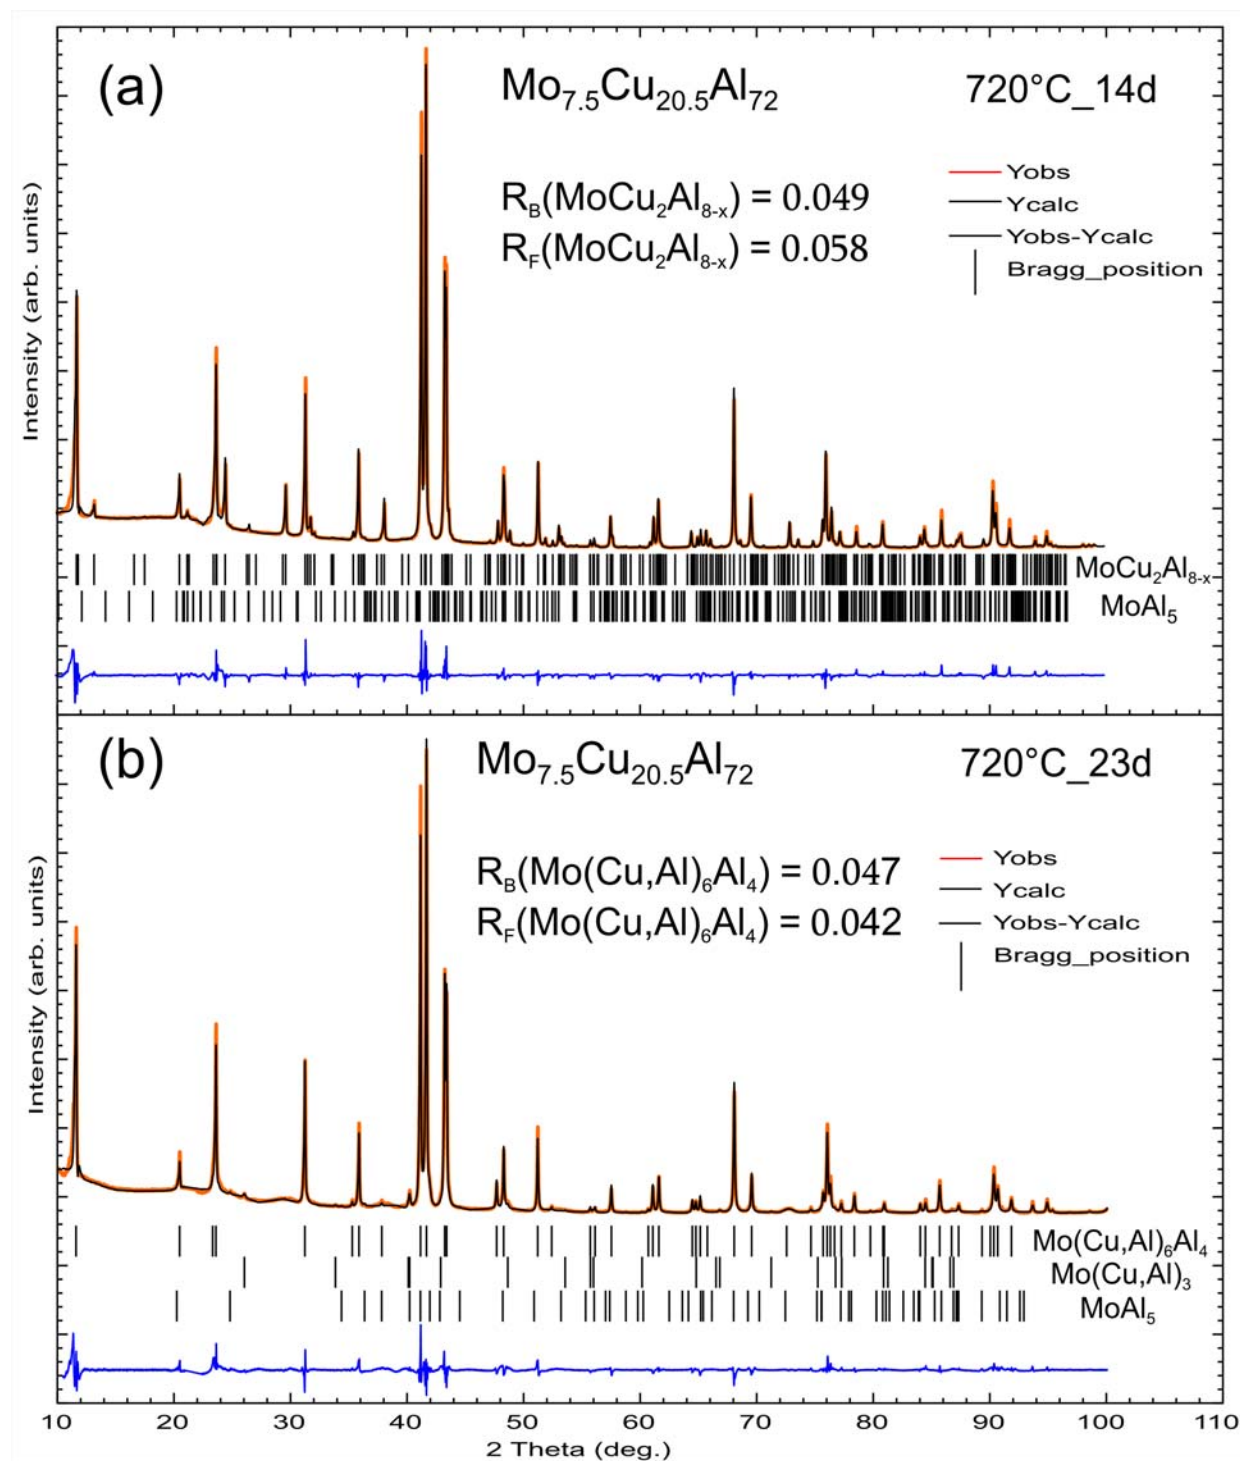 (a)
Mo7.5Cu20.5Al72
720°C_14d
RB(MoCu2Al8-x) = 0.049
RF(MoCu2Al8-x) = 0.058
Yobs
Ycalc
Yobs-Ycalc
Bragg_position
Intensity (arb. units)
MoCu2Al8-x
MoAl5
(b)
Mo7.5Cu20.5Al72
720°C_23d
RB(Mo(Cu,Al)6Al4) = 0.047
RF(Mo(Cu,Al)6Al4) = 0.042
Yobs
Ycalc
Yobs-Ycalc
Bragg_position
Intensity (arb. units)
Mo(Cu,Al)6Al4
Mo(Cu,Al)3
MoAl5
10 20 30 40 50 60 70 80 90 100 110
2 Theta (deg.)